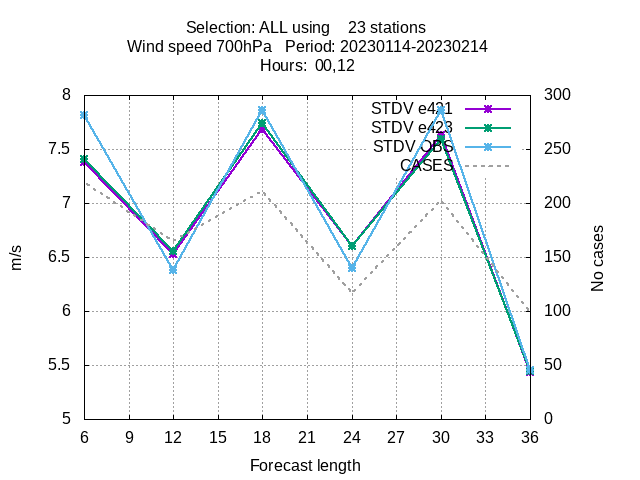 Selection: ALL using    23 stations
Wind speed 700hPa   Period: 20230114-20230214
Hours:  00,12
STDV e421
STDV e423
STDV OBS
CASES
8
7.5
7
6.5
6
5.5
5
300
250
200
150
100
50
0
m/s
No cases
6 9 12 15 18 21 24 27 30 33 36
Forecast length